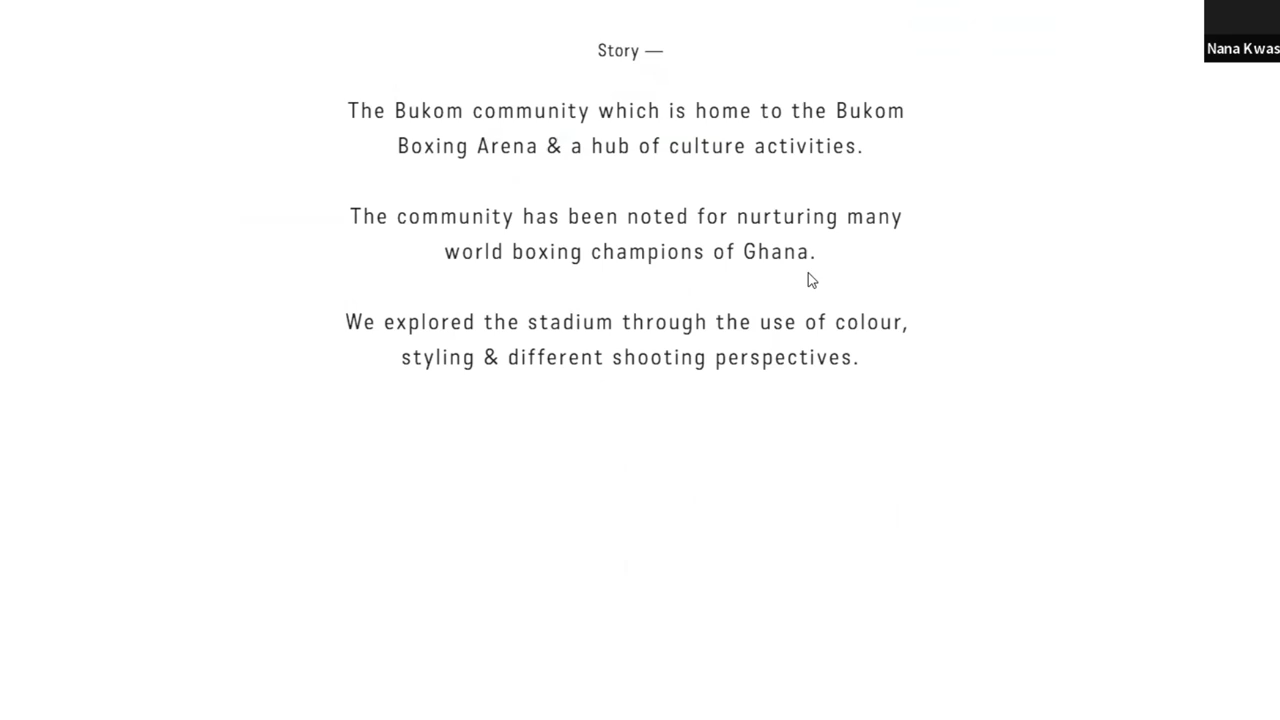 Story —
Nana Kwas
The Bukom community which is home to the Bukom
Boxing Arena & a hub of culture activities.
The community has been noted for nurturing many
world boxing champions of Ghana.
We explored the stadium through the use of colour,
styling & different shooting perspectives.